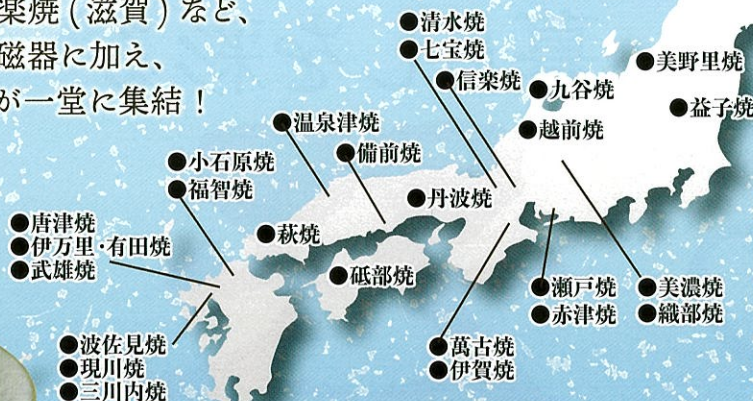 楽焼(滋賀)など、
磁器に加え、
が一堂に集結！
●清水焼
●七宝焼
●信楽焼
●九谷焼
●越前焼
●美野里焼
●益子焼
●温泉津焼
●備前焼
●丹波焼
●小石原焼
●福智焼
●萩焼
●砥部焼
●唐津焼
●伊万里·有田焼
●武雄焼
●波佐見焼
●現川焼
●三川内焼
●萬古焼
●伊賀焼
●瀬戸焼
●赤津焼
●美濃焼
●織部焼